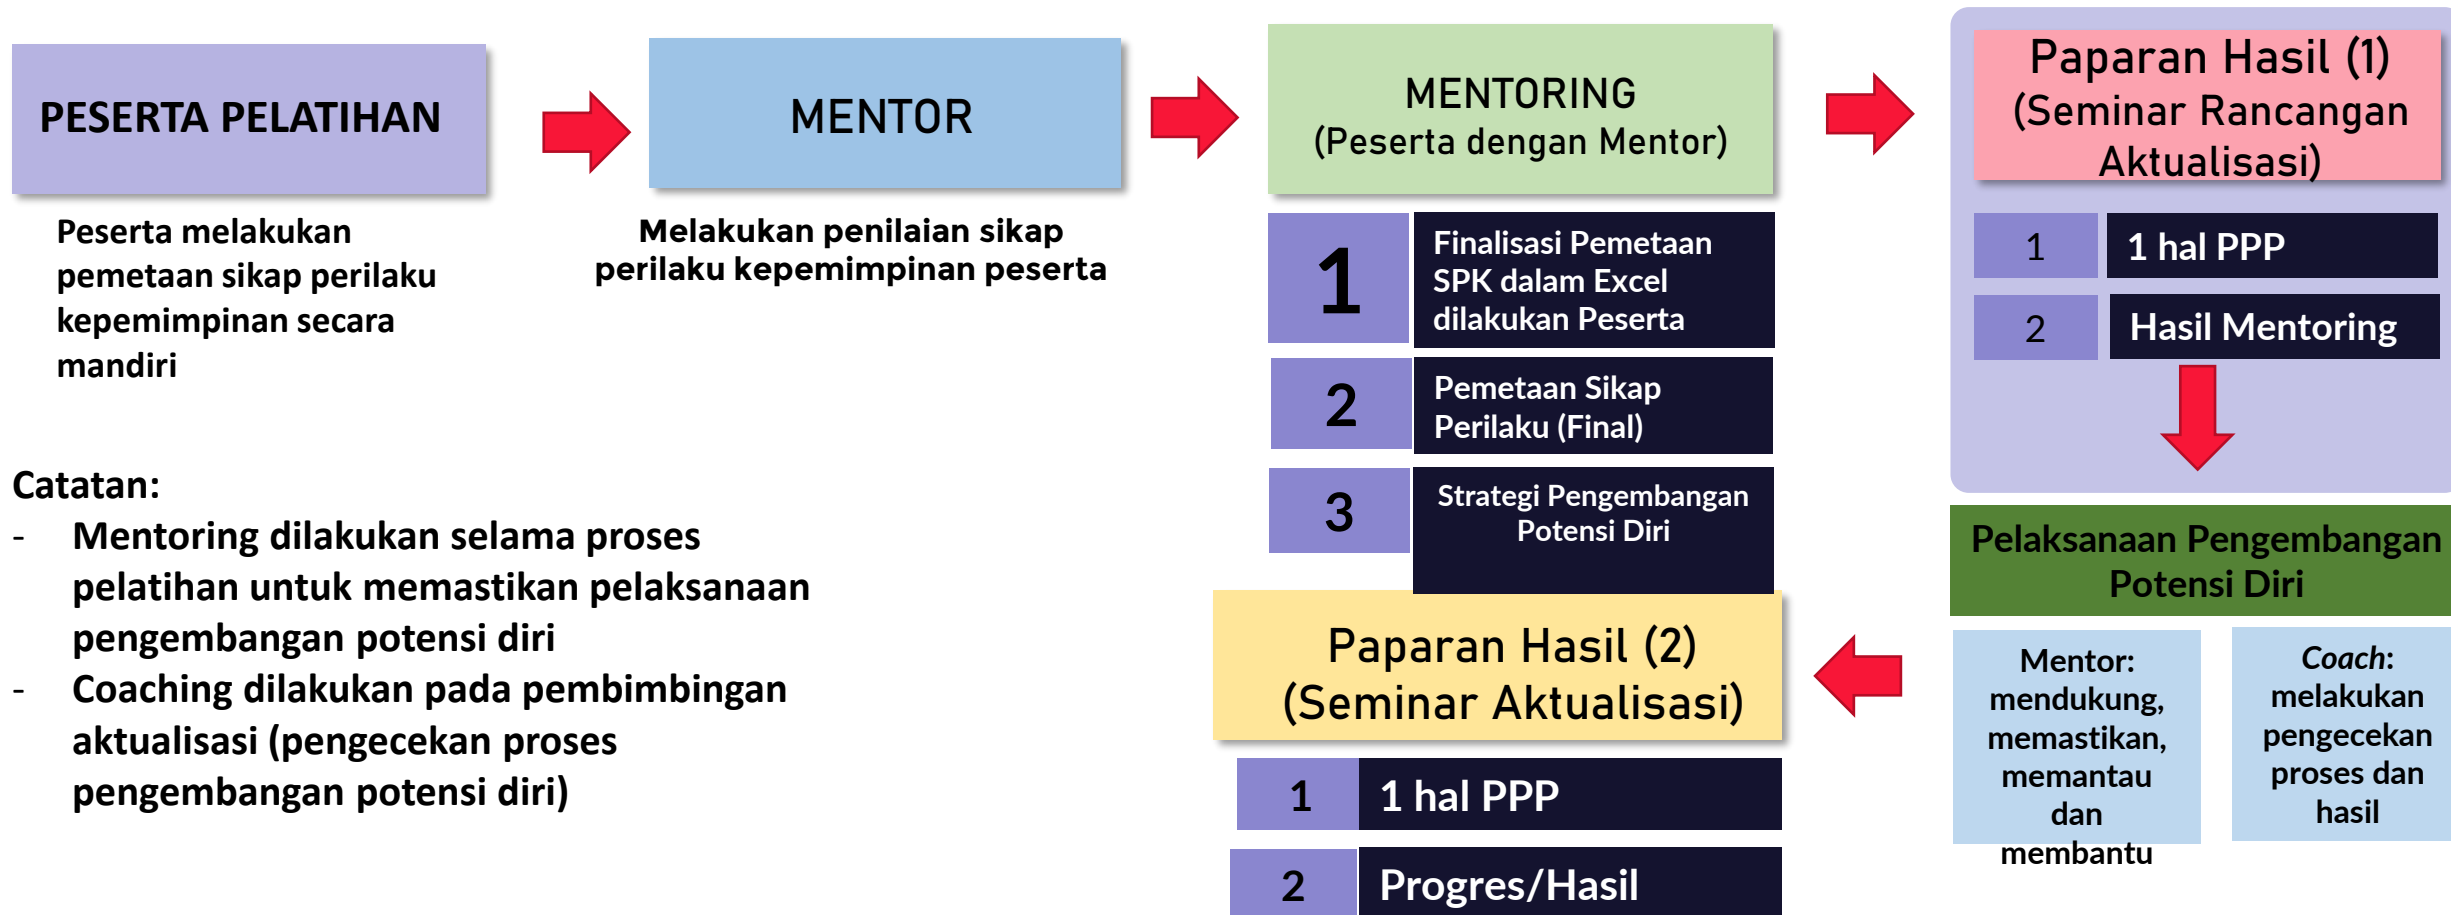 PESERTA PELATIHAN
Peserta melakukan
pemetaan sikap perilaku
kepemimpinan secara
mandiri
MENTOR
Melakukan penilaian sikap
perilaku kepemimpinan peserta
MENTORING
(Peserta dengan Mentor)
1
Finalisasi Pemetaan
SPK dalam Excel
dilakukan Peserta
2
Pemetaan Sikap
Perilaku (Final)
3
Strategi Pengembangan
Potensi Diri
Paparan Hasil (1)
(Seminar Rancangan
Aktualisasi)
1
1 hal PPP
2
Hasil Mentoring
Pelaksanaan Pengembangan
Potensi Diri
Mentor:
mendukung,
memastikan,
memantau
dan
membantu
Coach:
melakukan
pengecekan
proses dan
hasil
Paparan Hasil (2)
(Seminar Aktualisasi)
1
1 hal PPP
2
Progres/Hasil
Catatan:
- Mentoring dilakukan selama proses
pelatihan untuk memastikan pelaksanaan
pengembangan potensi diri
- Coaching dilakukan pada pembimbingan
aktualisasi (pengecekan proses
pengembangan potensi diri)